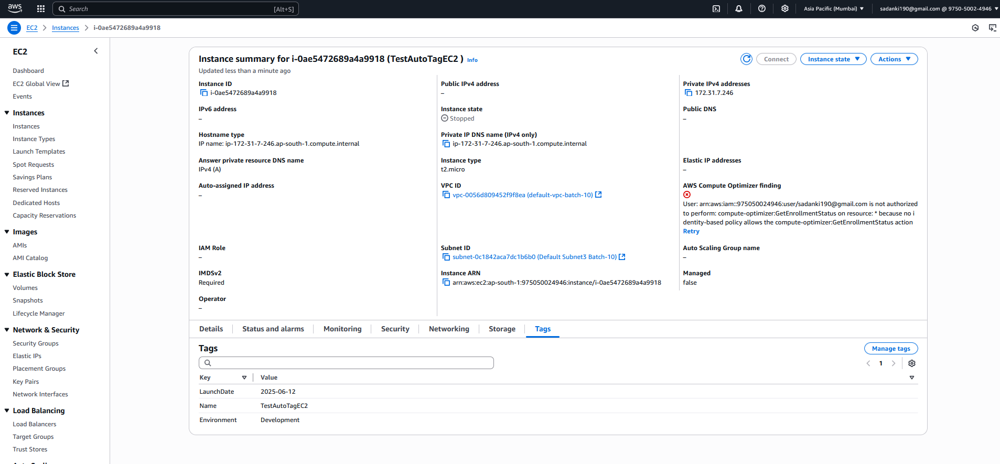 aws
Search [Alt+S]
Asia Pacific (Mumbai)
sadanki190@gmail.com @ 9750-5002-4946
EC2 Instances i-0ae5472689a4a9918
EC2
Dashboard
EC2 Global View
Events
Instances
Instances
Instance Types
Launch Templates
Spot Requests
Savings Plans
Reserved Instances
Dedicated Hosts
Capacity Reservations
Images
AMIs
AMI Catalog
Elastic Block Store
Volumes
Snapshots
Lifecycle Manager
Network & Security
Security Groups
Elastic IPs
Placement Groups
Key Pairs
Network Interfaces
Load Balancing
Load Balancers
Target Groups
Trust Stores
Instance summary for i-0ae5472689a4a9918 (TestAutoTagEC2 ) Info
Updated less than a minute ago
Connect
Instance state
Actions
Instance ID
i-0ae5472689a4a9918
Public IPv4 address
–
Private IPv4 addresses
172.31.7.246
IPv6 address
–
Instance state
Stopped
Public DNS
–
Hostname type
IP name: ip-172-31-7-246.ap-south-1.compute.internal
Private IP DNS name (IPv4 only)
ip-172-31-7-246.ap-south-1.compute.internal
Answer private resource DNS name
IPv4 (A)
Instance type
t2.micro
Elastic IP addresses
–
Auto-assigned IP address
–
VPC ID
vpc-0056d809452f9f8ea (default-vpc-batch-10)
AWS Compute Optimizer finding
User: arn:aws:iam::975050024946:user/sadanki190@gmail.com is not authorized
to perform: compute-optimizer:GetEnrollmentStatus on resource: * because no i
dentity-based policy allows the compute-optimizer:GetEnrollmentStatus action
Retry
IAM Role
–
Subnet ID
subnet-0c1842aca7dc1b6b0 (Default Subnet3 Batch-10)
Auto Scaling Group name
–
IMDSv2
Required
Instance ARN
arn:aws:ec2:ap-south-1:975050024946:instance/i-0ae5472689a4a9918
Managed
false
Operator
–
Details Status and alarms Monitoring Security Networking Storage Tags
Tags
Manage tags
1
Key Value
LaunchDate 2025-06-12
Name TestAutoTagEC2
Environment Development